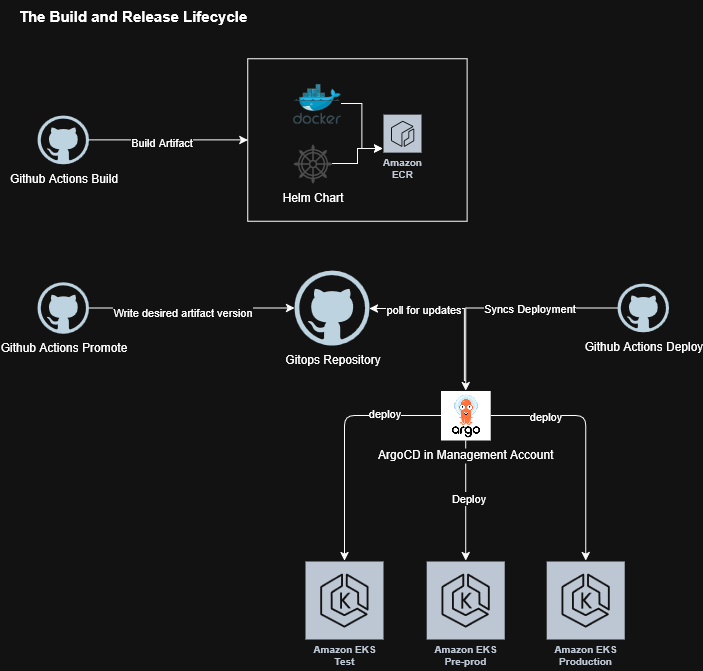 The Build and Release Lifecycle
docker
Build Artifact
Amazon
ECR
Github Actions Build
Helm Chart
Write desired artifact version
poll for updates
Syncs Deployment
Github Actions Promote
Gitops Repository
Github Actions Deploy
deploy
argo
deploy
ArgoCD in Management Account
Deploy
K
K
K
Amazon EKS
Test
Amazon EKS
Pre-prod
Amazon EKS
Production